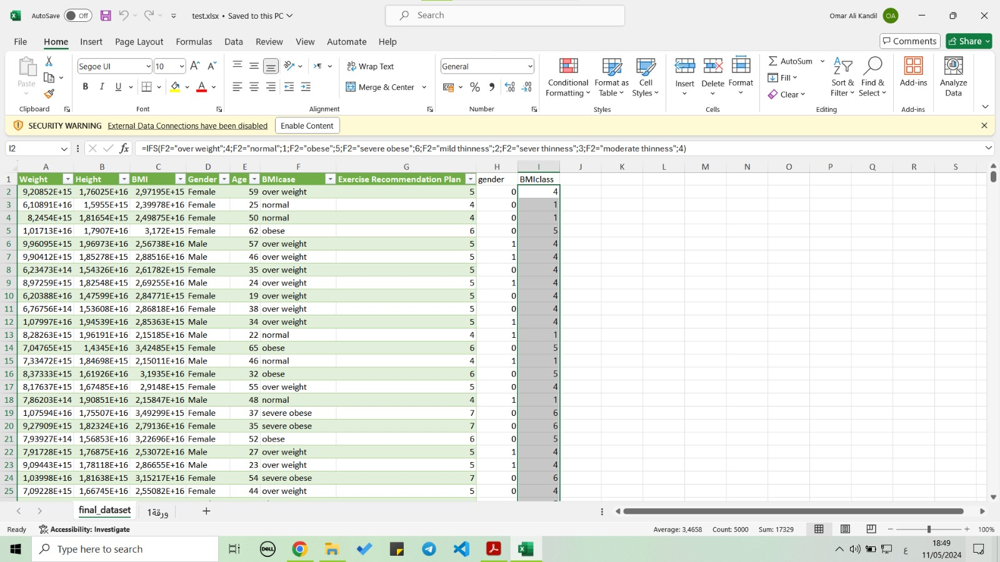 AutoSave Off test.xlsx • Saved to this PC Search Omar Ali Kandil OA
File Home Insert Page Layout Formulas Data Review View Automate Help Comments Share
Paste Segoe UI 10 Wrap Text General Conditional Formatting Format as Table Cell Styles Insert Delete Format AutoSum Sort & Filter Find & Select Add-ins Analyze Data
B I U Merge & Center % Fill Clear
Clipboard Font Alignment Number Styles Cells Editing Add-ins
SECURITY WARNING External Data Connections have been disabled Enable Content
I2 fx =IFS(F2="over weight";4;F2="normal";1;F2="obese";5;F2="severe obese";6;F2="mild thinness";2;F2="sever thinness";3;F2="moderate thinness";4)
A B C D E F G H I J K L M N O P Q R S
1 Weight Height BMI Gender Age BMIcase Exercise Recommendation Plan gender BMIclass
2 9,20852E+15 1,76025E+16 2,97195E+15 Female 59 over weight 5 0 4
3 6,10891E+16 1,5955E+15 2,39978E+16 Female 25 normal 4 0 1
4 8,2454E+15 1,81654E+15 2,49875E+16 Female 50 normal 4 0 1
5 1,01713E+16 1,7907E+16 3,172E+15 Female 62 obese 6 0 5
6 9,96095E+15 1,96973E+15 2,56738E+16 Male 57 over weight 5 1 4
7 9,90412E+15 1,85278E+15 2,88516E+16 Male 46 over weight 5 1 4
8 6,23473E+14 1,54326E+16 2,61782E+15 Female 35 over weight 5 0 4
9 8,97259E+15 1,82548E+15 2,69255E+16 Male 24 over weight 5 1 4
10 6,20388E+16 1,47599E+16 2,84771E+15 Female 19 over weight 5 0 4
11 6,76756E+14 1,53608E+16 2,86818E+16 Female 38 over weight 5 0 4
12 1,07997E+16 1,94539E+16 2,85363E+15 Male 34 over weight 5 1 4
13 8,28263E+15 1,96191E+16 2,15185E+16 Male 22 normal 4 1 1
14 7,04765E+15 1,4345E+16 3,42485E+15 Female 65 obese 6 0 5
15 7,33472E+15 1,84698E+15 2,15011E+16 Male 46 normal 4 1 1
16 8,37333E+15 1,61926E+16 3,1935E+16 Female 32 obese 6 0 5
17 8,17637E+15 1,67485E+16 2,9148E+15 Female 55 over weight 5 0 4
18 7,86203E+14 1,90851E+16 2,15847E+16 Male 48 normal 4 1 1
19 1,07594E+16 1,75507E+16 3,49299E+15 Female 37 severe obese 7 0 6
20 9,27909E+15 1,82324E+16 2,79136E+16 Female 35 severe obese 7 0 6
21 7,93927E+14 1,56853E+16 3,22696E+16 Female 52 obese 6 0 5
22 7,91728E+15 1,76875E+16 2,53072E+16 Male 27 over weight 5 1 4
23 9,09443E+15 1,78118E+16 2,86655E+16 Male 23 over weight 5 1 4
24 1,03998E+16 1,81638E+15 3,15217E+16 Female 54 severe obese 7 0 6
25 7,09228E+15 1,66745E+16 2,55082E+16 Female 44 over weight 5 0 4
final_dataset ورقة1
Ready Accessibility: Investigate Average: 3,4658 Count: 5000 Sum: 17329 100%
Type here to search DELL ع 18:49
11/05/2024